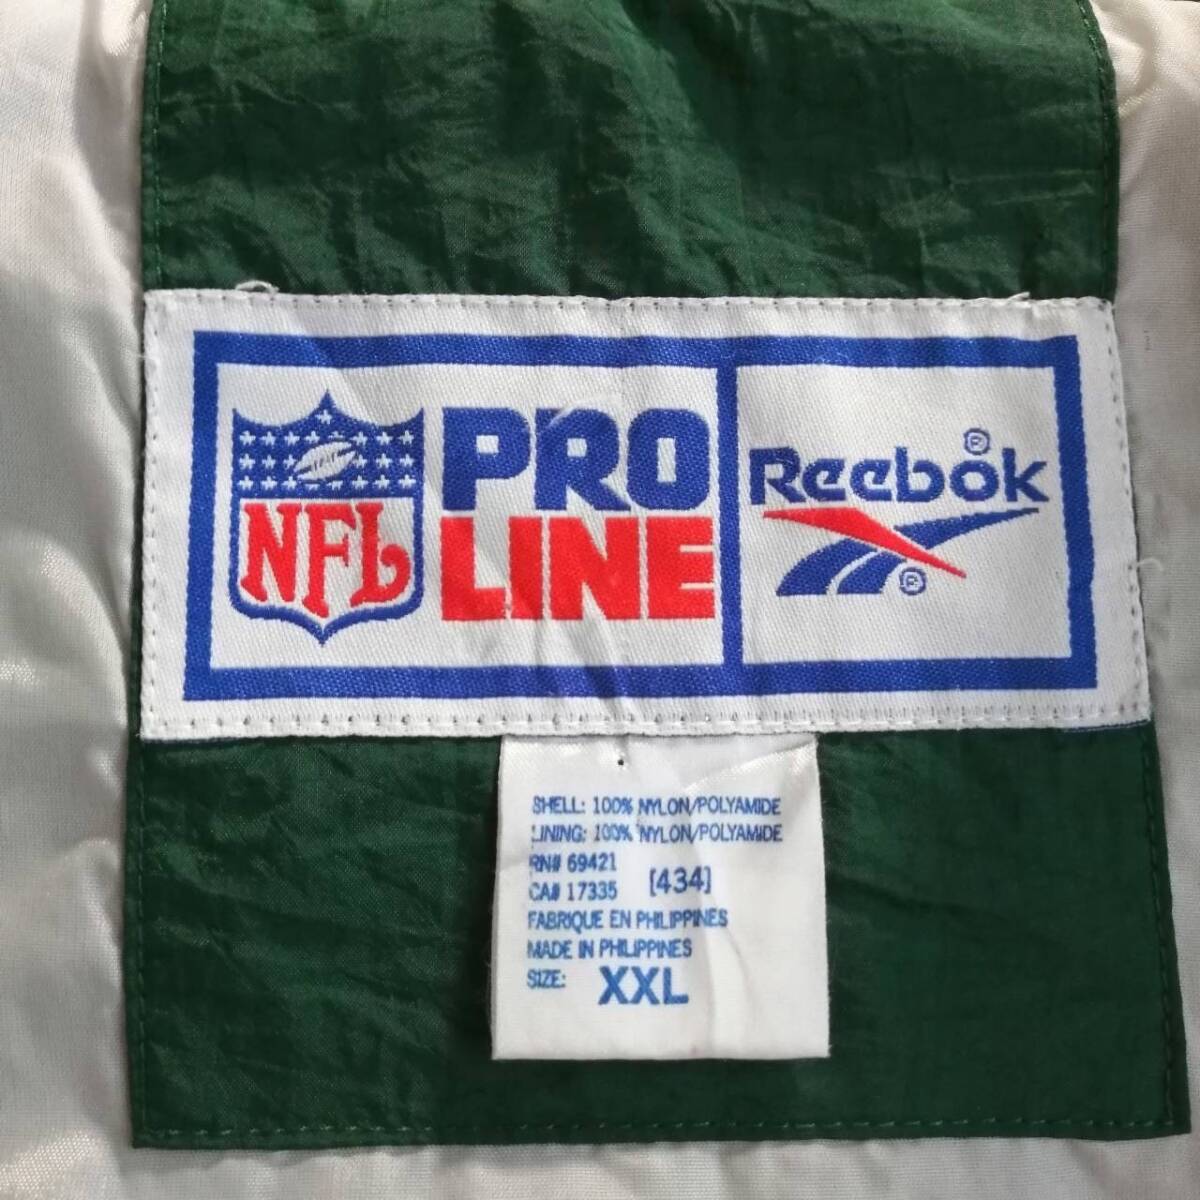 NFL
PRO
LINE
Reebok®
®
SHELL: 100% NYLON/POLYAMIDE
LINING: 100% NYLON/POLYAMIDE
RN# 69421
CA# 17335 [434]
FABRIQUE EN PHILIPPINES
MADE IN PHILIPPINES
SIZE: XXL